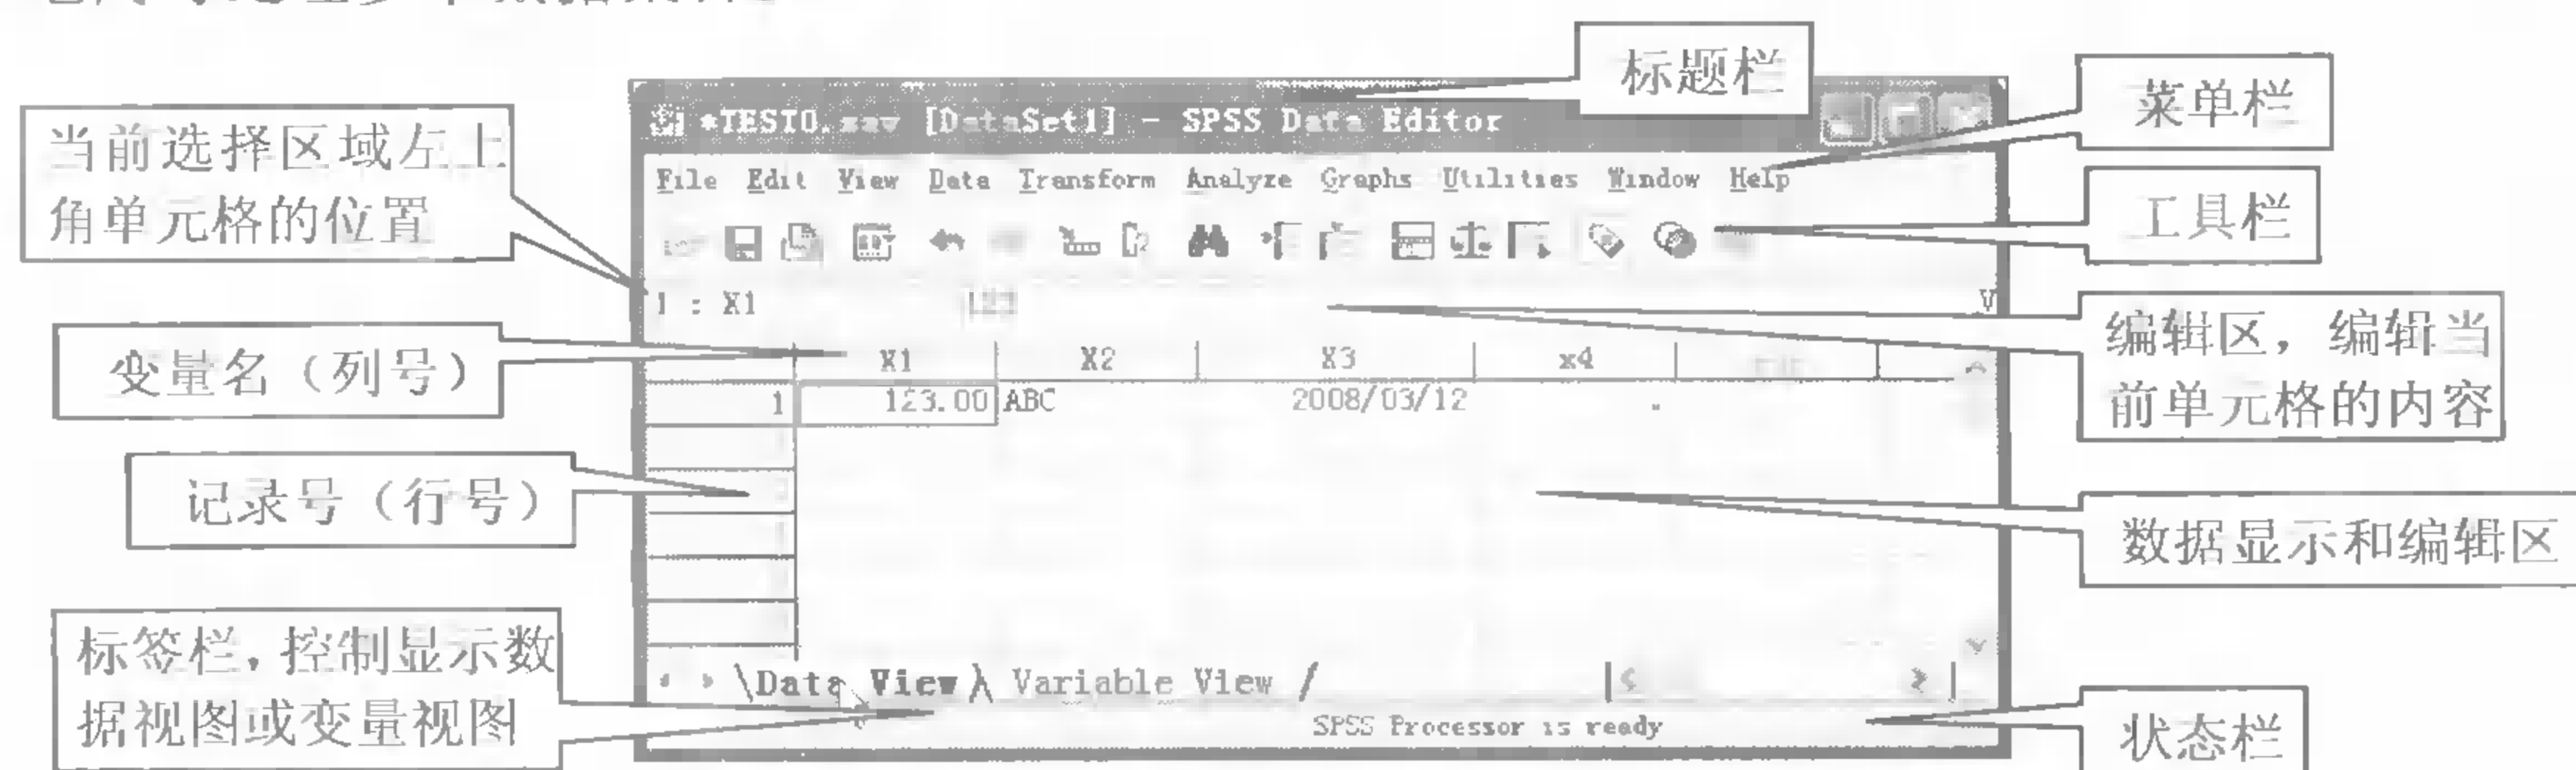 标题栏
菜单栏
当前选择区域左上
角单元格的位置
*TEST0.sav [DataSet1] - SPSS Data Editor
File Edit View Data Transform Analyze Graphs Utilities Window Help
工具栏
1 : X1 123
编辑区，编辑当
前单元格的内容
变量名（列号）
X1 X2 X3 x4
1 123.00 ABC 2008/03/12 .
记录号（行号）
数据显示和编辑区
标签栏，控制显示数
据视图或变量视图
Data View Variable View
SPSS Processor is ready
状态栏